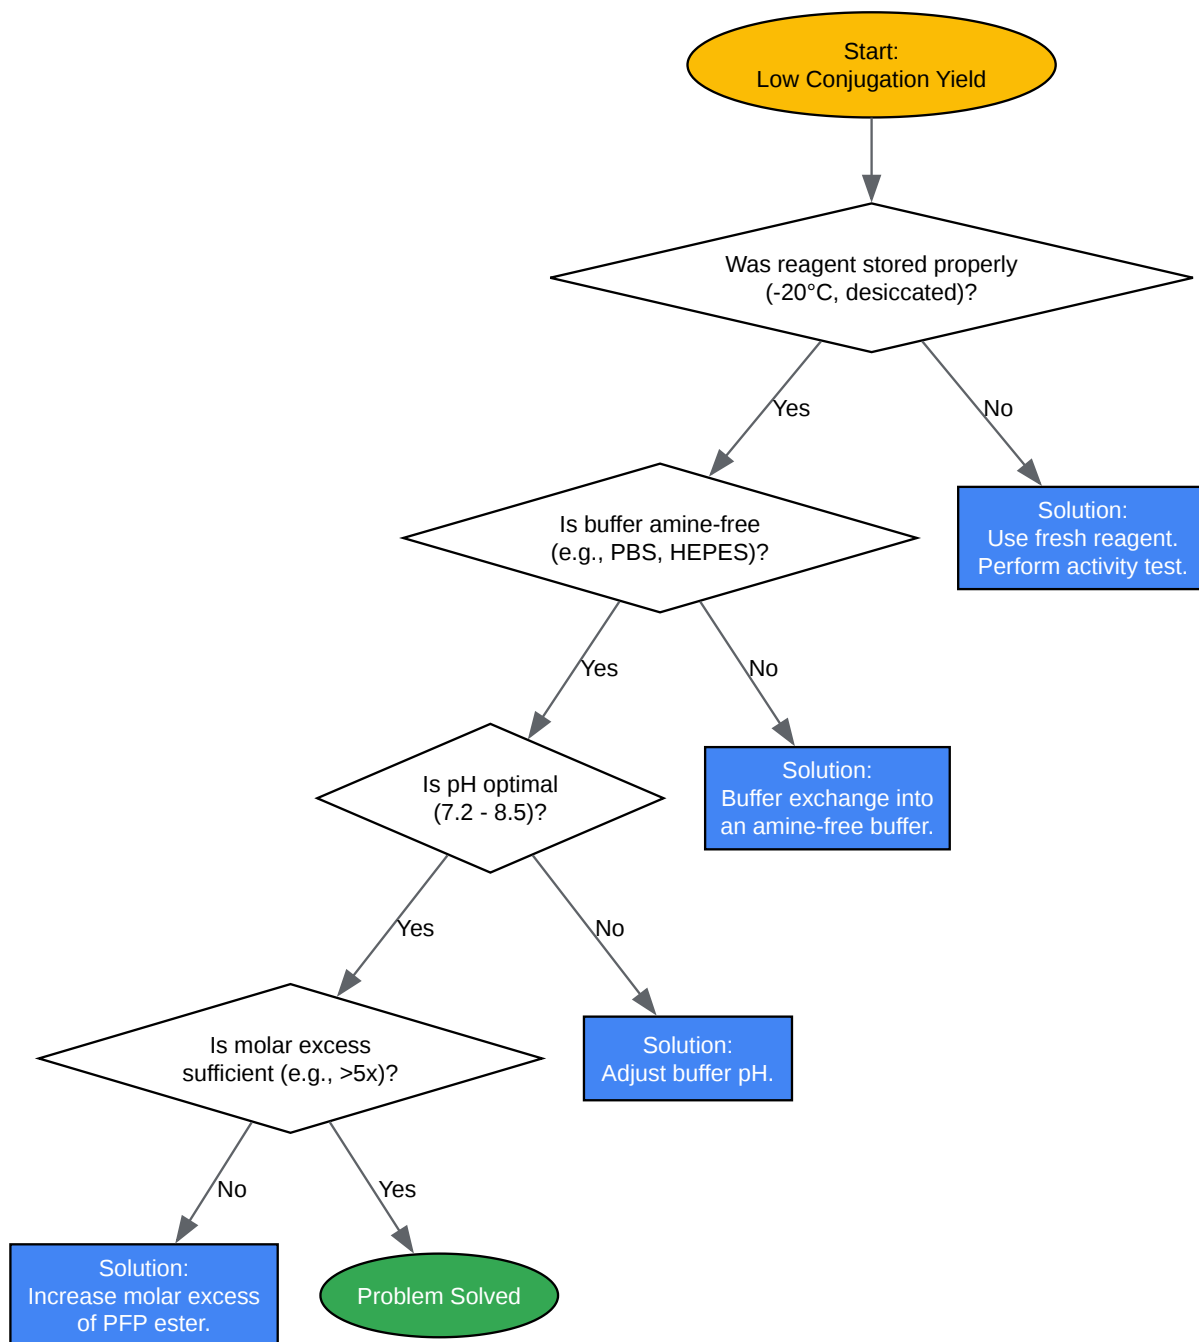 Start:
Low Conjugation Yield
Was reagent stored properly
(-20°C, desiccated)?
Yes
No
Is buffer amine-free
(e.g., PBS, HEPES)?
Solution:
Use fresh reagent.
Perform activity test.
Yes
No
Is pH optimal
(7.2 - 8.5)?
Solution:
Buffer exchange into
an amine-free buffer.
Yes
No
Is molar excess
sufficient (e.g., >5x)?
Solution:
Adjust buffer pH.
No
Yes
Solution:
Increase molar excess
of PFP ester.
Problem Solved